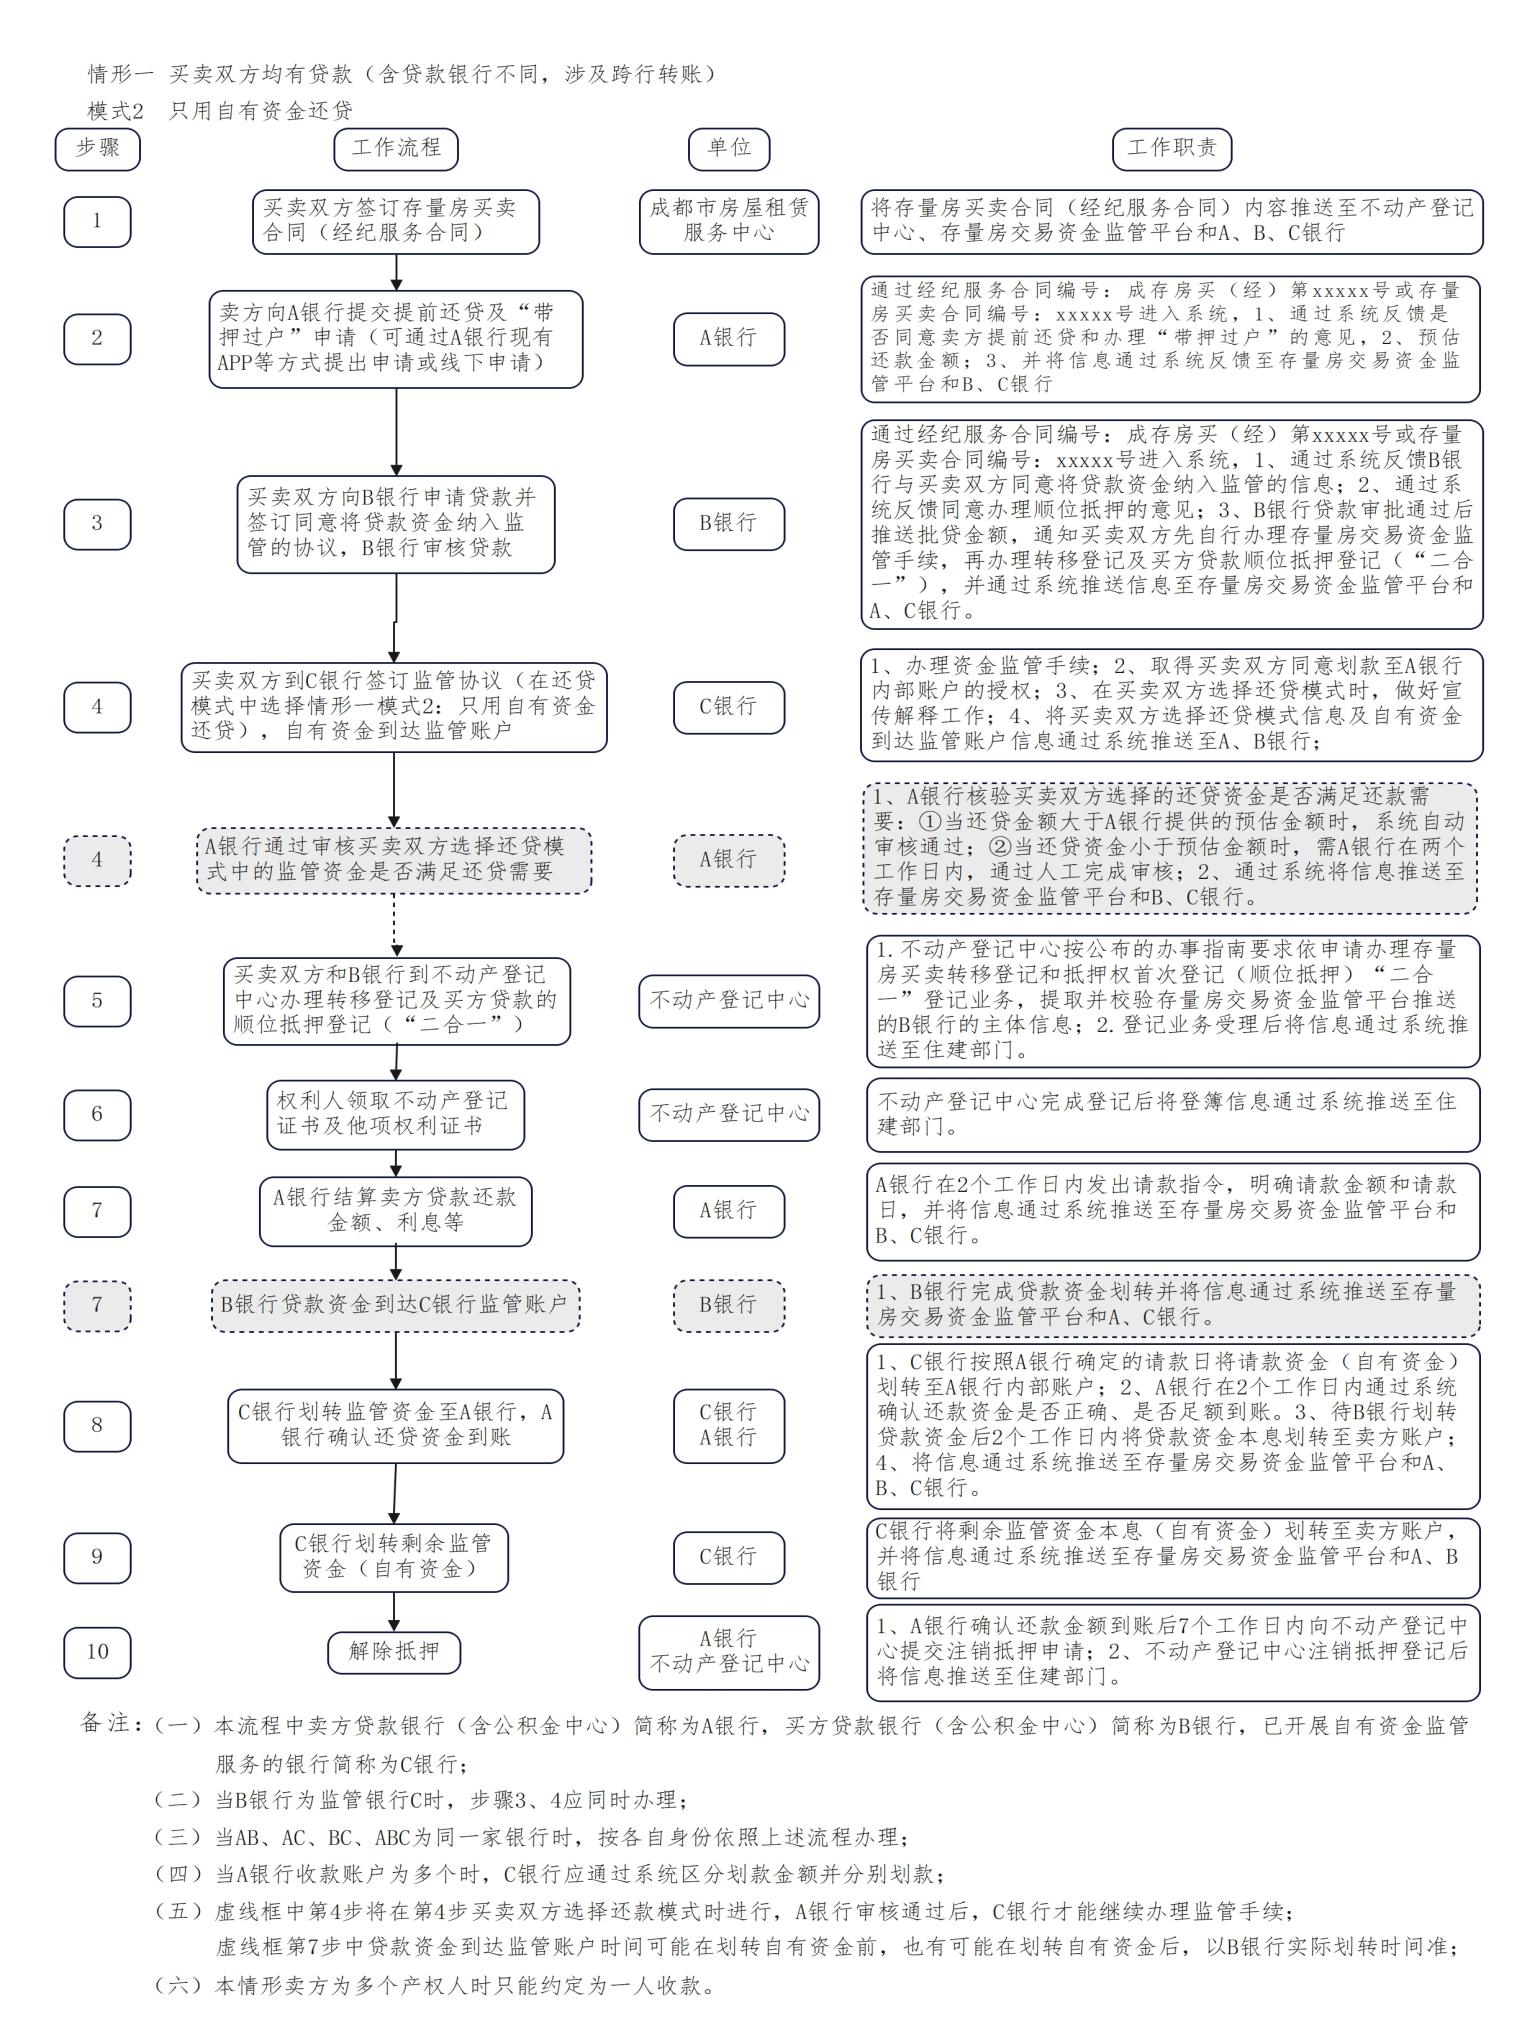 情形一 买卖双方均有贷款（含贷款银行不同，涉及跨行转账）
模式2 只用自有资金还贷
步骤 工作流程 单位 工作职责
1
买卖双方签订存量房买卖
合同（经纪服务合同）
成都市房屋租赁
服务中心
将存量房买卖合同（经纪服务合同）内容推送至不动产登记
中心、存量房交易资金监管平台和A、B、C银行
2
卖方向A银行提交提前还贷及“带
押过户”申请（可通过A银行现有
APP等方式提出申请或线下申请）
A银行
通过经纪服务合同编号：成存房买（经）第xxxxx号或存量
房买卖合同编号：xxxxx号进入系统，1、通过系统反馈是
否同意卖方提前还贷和办理“带押过户”的意见，2、预估
还款金额；3、并将信息通过系统反馈至存量房交易资金监
管平台和B、C银行
3
买卖双方向B银行申请贷款并
签订同意将贷款资金纳入监
管的协议，B银行审核贷款
B银行
通过经纪服务合同编号：成存房买（经）第xxxxx号或存量
房买卖合同编号：xxxxx号进入系统，1、通过系统反馈B银
行与买卖双方同意将贷款资金纳入监管的信息；2、通过系
统反馈同意办理顺位抵押的意见；3、B银行贷款审批通过后
推送批贷金额，通知买卖双方先自行办理存量房交易资金监
管手续，再办理转移登记及买方贷款顺位抵押登记（“二合
一”），并通过系统推送信息至存量房交易资金监管平台和
A、C银行。
4
买卖双方到C银行签订监管协议（在还贷
模式中选择情形一模式2：只用自有资金
还贷），自有资金到达监管账户
C银行
1、办理资金监管手续；2、取得买卖双方同意划款至A银行
内部账户的授权；3、在买卖双方选择还贷模式时，做好宣
传解释工作；4、将买卖双方选择还贷模式信息及自有资金
到达监管账户信息通过系统推送至A、B银行；
4
A银行通过审核买卖双方选择还贷模
式中的监管资金是否满足还贷需要
A银行
1、A银行核验买卖双方选择的还贷资金是否满足还款需
要：①当还贷金额大于A银行提供的预估金额时，系统自动
审核通过；②当还贷资金小于预估金额时，需A银行在两个
工作日内，通过人工完成审核；2、通过系统将信息推送至
存量房交易资金监管平台和B、C银行。
5
买卖双方和B银行到不动产登记
中心办理转移登记及买方贷款的
顺位抵押登记（“二合一”）
不动产登记中心
1.不动产登记中心按公布的办事指南要求依申请办理存量
房买卖转移登记和抵押权首次登记（顺位抵押）“二合
一”登记业务，提取并校验存量房交易资金监管平台推送
的B银行的主体信息；2.登记业务受理后将信息通过系统推
送至住建部门。
6
权利人领取不动产登记
证书及他项权利证书
不动产登记中心
不动产登记中心完成登记后将登簿信息通过系统推送至住
建部门。
7
A银行结算卖方贷款还款
金额、利息等
A银行
A银行在2个工作日内发出请款指令，明确请款金额和请款
日，并将信息通过系统推送至存量房交易资金监管平台和
B、C银行。
7
B银行贷款资金到达C银行监管账户
B银行
1、B银行完成贷款资金划转并将信息通过系统推送至存量
房交易资金监管平台和A、C银行。
8
C银行划转监管资金至A银行，A
银行确认还贷资金到账
C银行
A银行
1、C银行按照A银行确定的请款日将请款资金（自有资金）
划转至A银行内部账户；2、A银行在2个工作日内通过系统
确认还款资金是否正确、是否足额到账。3、待B银行划转
贷款资金后2个工作日内将贷款资金本息划转至卖方账户；
4、将信息通过系统推送至存量房交易资金监管平台和A、
B、C银行。
9
C银行划转剩余监管
资金（自有资金）
C银行
C银行将剩余监管资金本息（自有资金）划转至卖方账户，
并将信息通过系统推送至存量房交易资金监管平台和A、B
银行
10
解除抵押
A银行
不动产登记中心
1、A银行确认还款金额到账后7个工作日内向不动产登记中
心提交注销抵押申请；2、不动产登记中心注销抵押登记后
将信息推送至住建部门。
备注：（一）本流程中卖方贷款银行（含公积金中心）简称为A银行，买方贷款银行（含公积金中心）简称为B银行，已开展自有资金监管
服务的银行简称为C银行；
（二）当B银行为监管银行C时，步骤3、4应同时办理；
（三）当AB、AC、BC、ABC为同一家银行时，按各自身份依照上述流程办理；
（四）当A银行收款账户为多个时，C银行应通过系统区分划款金额并分别划款；
（五）虚线框中第4步将在第4步买卖双方选择还款模式时进行，A银行审核通过后，C银行才能继续办理监管手续；
虚线框第7步中贷款资金到达监管账户时间可能在划转自有资金前，也有可能在划转自有资金后，以B银行实际划转时间准；
（六）本情形卖方为多个产权人时只能约定为一人收款。